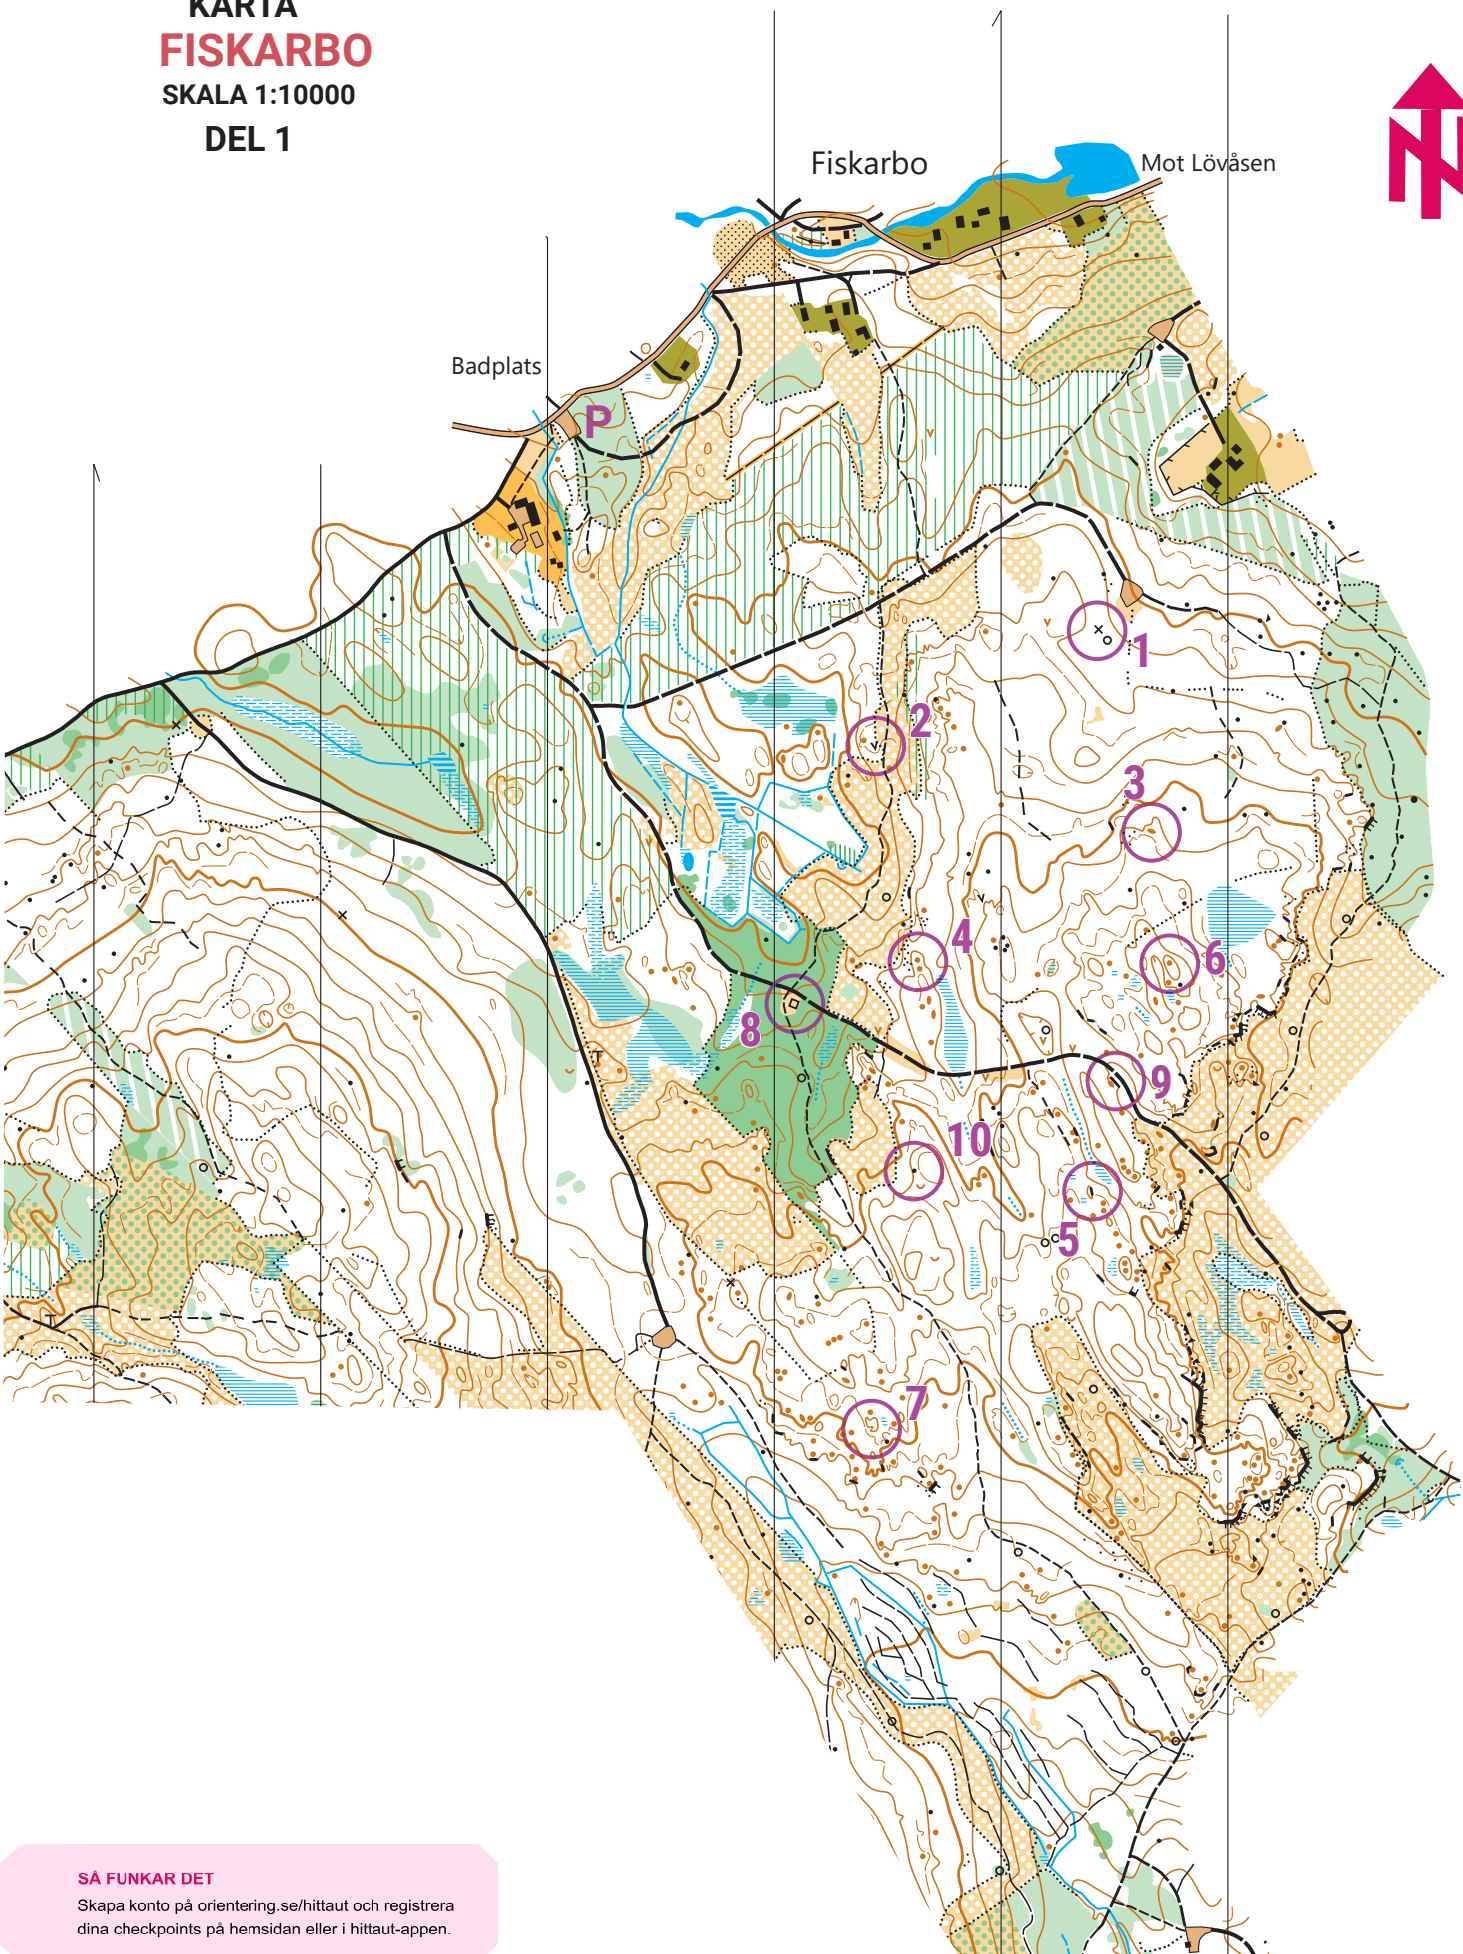 KARTA
FISKARBO
SKALA 1:10000
DEL 1
Fiskarbo
Mot Lövåsen
N
Badplats
P
1
2
3
4
6
8
9
10
5
7
SÅ FUNKAR DET
Skapa konto på orientering.se/hittaut och registrera
dina checkpoints på hemsidan eller i hittaut-appen.